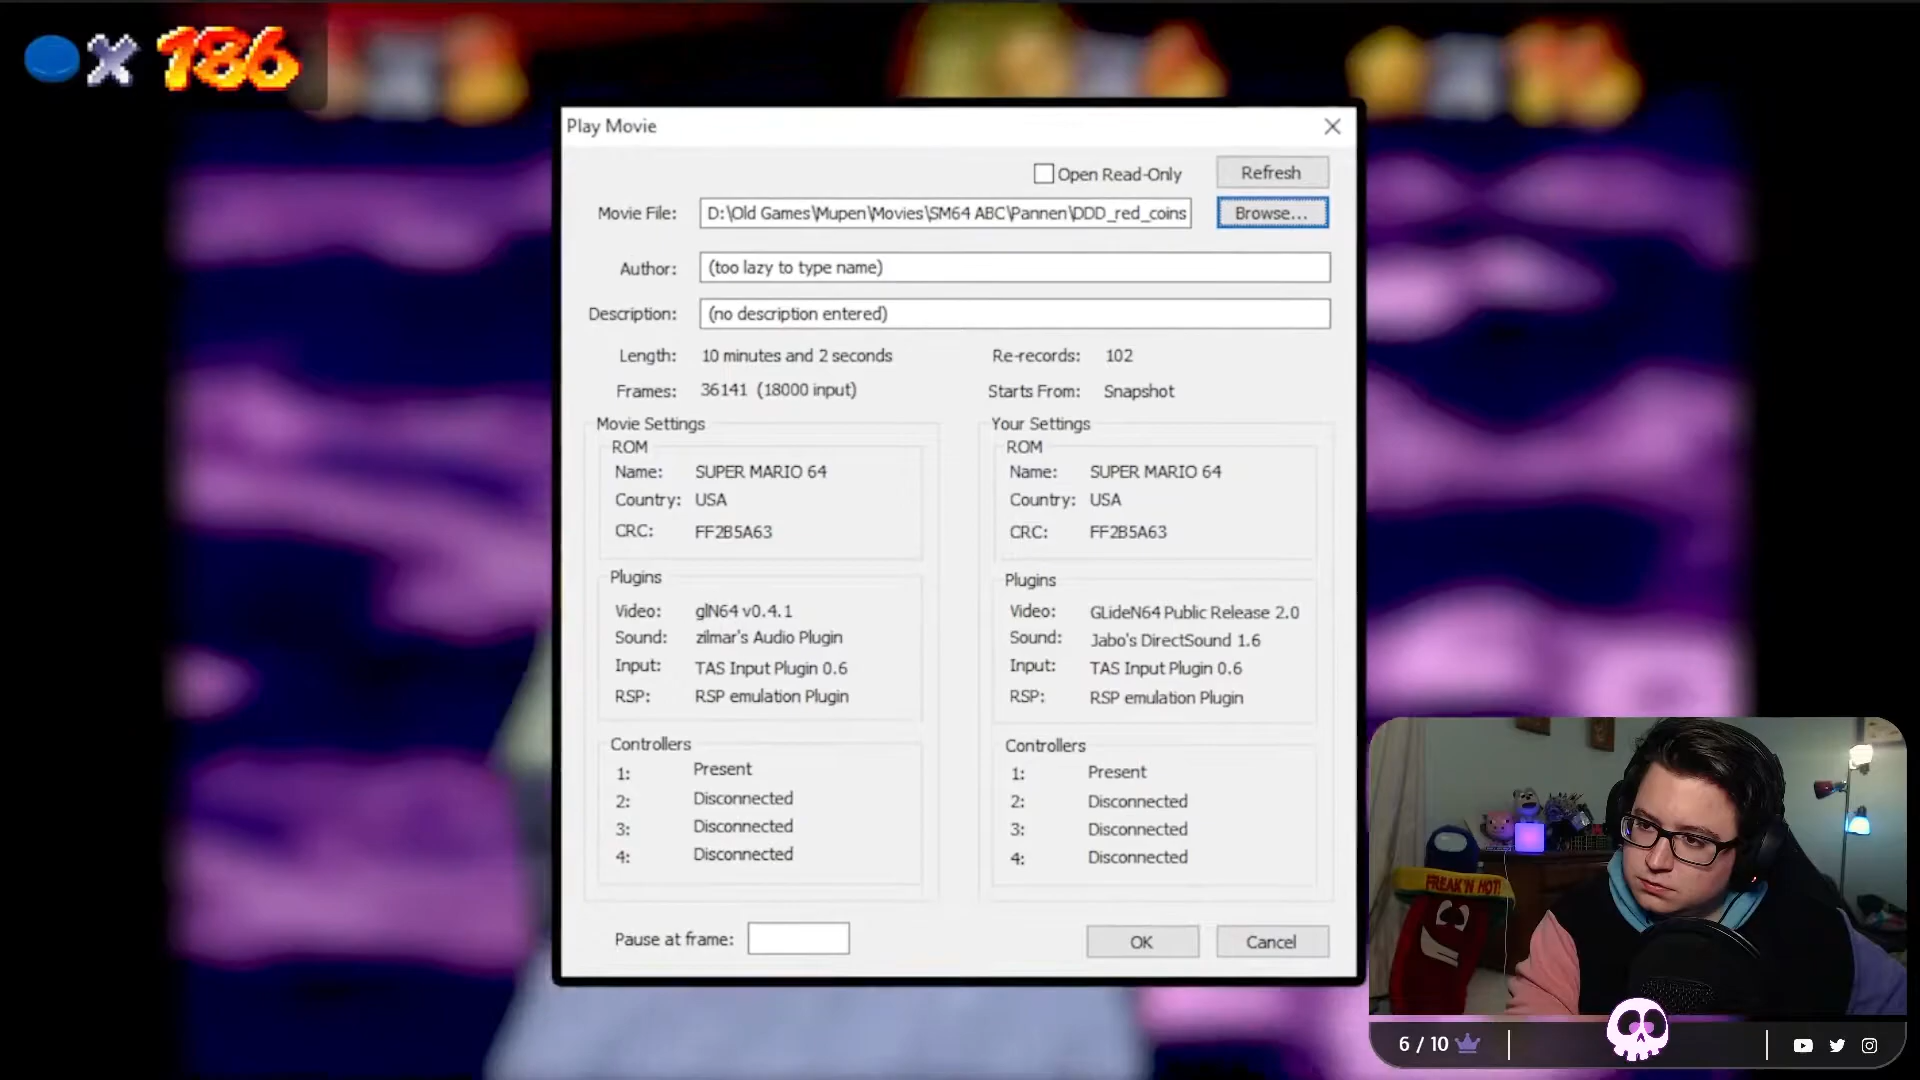 × 186
Play Movie
Open Read-Only
Refresh
Movie File: D:\Old Games\Mupen\Movies\SM64 ABC\Pannen\DDD_red_coins
Browse...
Author: (too lazy to type name)
Description: (no description entered)
Length: 10 minutes and 2 seconds
Re-records: 102
Frames: 36141 (18000 input)
Starts From: Snapshot
Movie Settings
ROM
Name: SUPER MARIO 64
Country: USA
CRC: FF2B5A63
Plugins
Video: glN64 v0.4.1
Sound: zilmar's Audio Plugin
Input: TAS Input Plugin 0.6
RSP: RSP emulation Plugin
Controllers
1: Present
2: Disconnected
3: Disconnected
4: Disconnected
Your Settings
ROM
Name: SUPER MARIO 64
Country: USA
CRC: FF2B5A63
Plugins
Video: GLideN64 Public Release 2.0
Sound: Jabo's DirectSound 1.6
Input: TAS Input Plugin 0.6
RSP: RSP emulation Plugin
Controllers
1: Present
2: Disconnected
3: Disconnected
4: Disconnected
Pause at frame:
OK
Cancel
FREAK'N HOT!
6 / 10